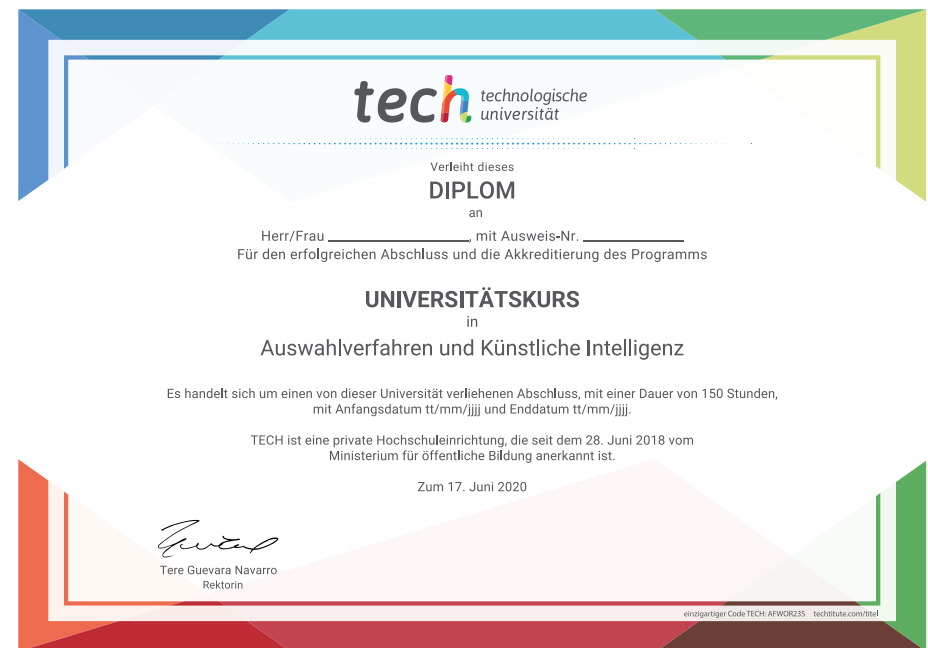 tech technologische
universität
Verleiht dieses
DIPLOM
an
Herr/Frau ____________________, mit Ausweis-Nr. ______________
Für den erfolgreichen Abschluss und die Akkreditierung des Programms
UNIVERSITÄTSKURS
in
Auswahlverfahren und Künstliche Intelligenz
Es handelt sich um einen von dieser Universität verliehenen Abschluss, mit einer Dauer von 150 Stunden,
mit Anfangsdatum tt/mm/jjjj und Enddatum tt/mm/jjjj.
TECH ist eine private Hochschuleinrichtung, die seit dem 28. Juni 2018 vom
Ministerium für öffentliche Bildung anerkannt ist.
Zum 17. Juni 2020
Tere Guevara Navarro
Rektorin
einzigartiger Code TECH: AFWOR23S techtitute.com/titel